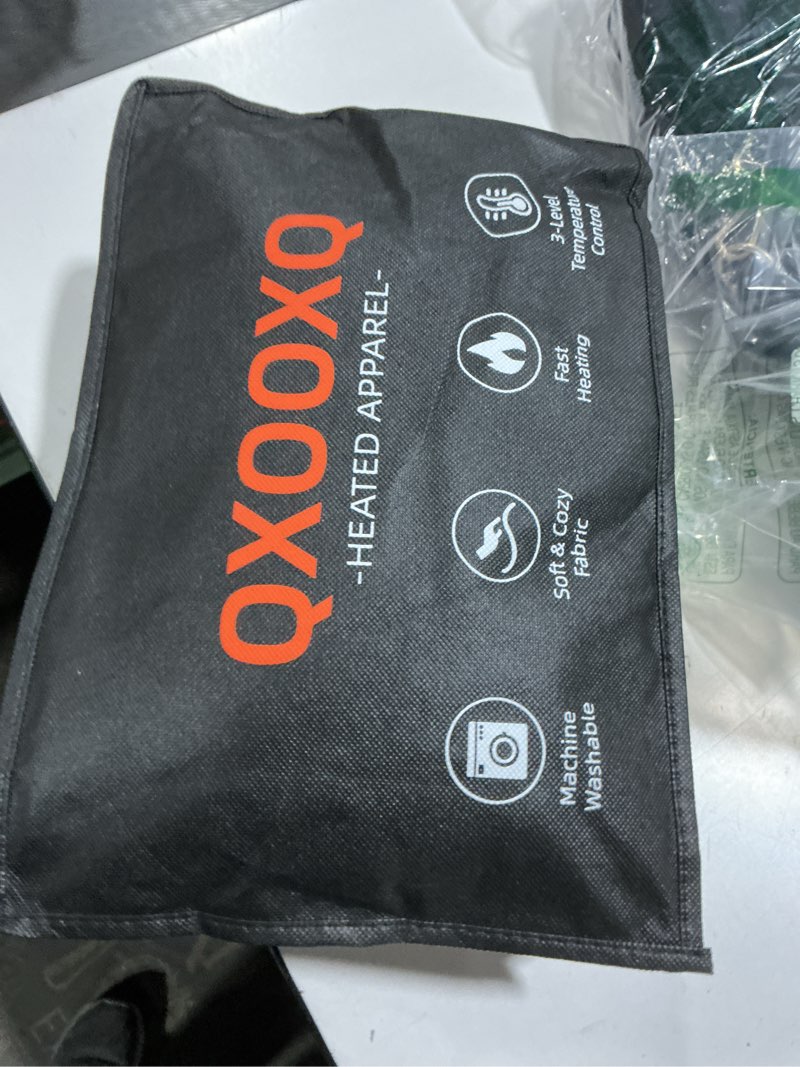 QXOOXQ
-HEATED APPAREL-
Machine
Washable
Soft & Cozy
Fabric
Fast
Heating
3-Level
Temperature
Control